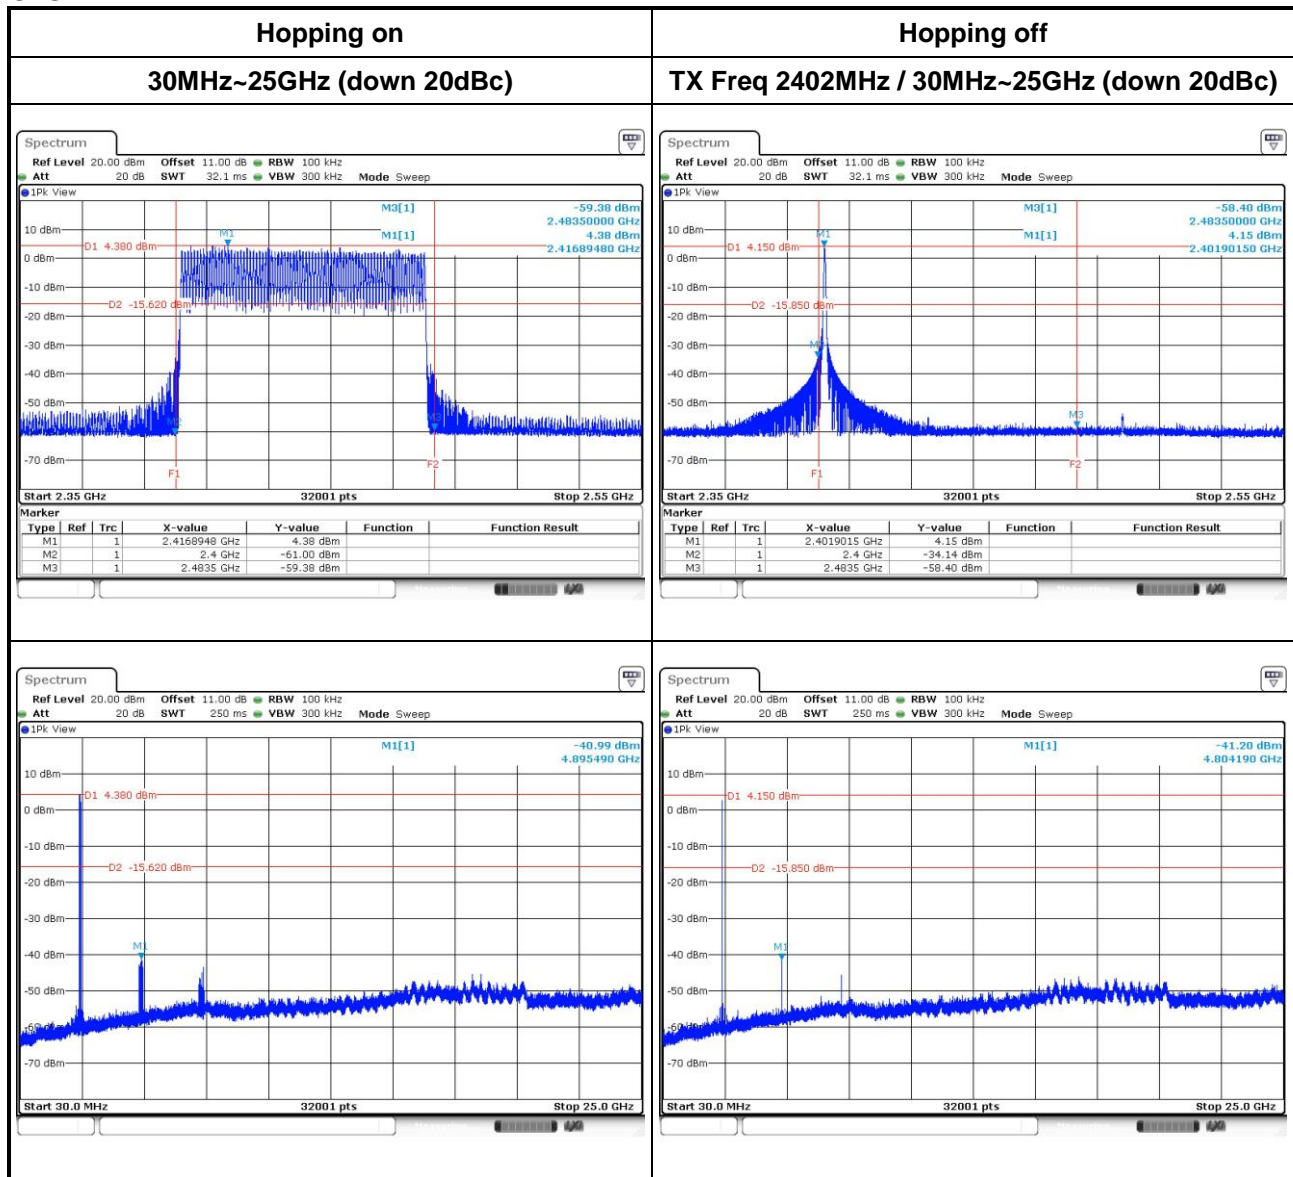 Hopping on
Hopping off
30MHz~25GHz (down 20dBc)
TX Freq 2402MHz / 30MHz~25GHz (down 20dBc)
Spectrum
Ref Level 20.00 dBm Offset 11.00 dB RBW 100 kHz
Att 20 dB SWT 32.1 ms VBW 300 kHz Mode Sweep
1Pk View
M3[1] -59.38 dBm
2.48350000 GHz
M1[1] 4.38 dBm
2.41689480 GHz
10 dBm
D1 4.380 dBm
M1
0 dBm
-10 dBm
D2 -15.620 dBm
-20 dBm
-30 dBm
-40 dBm
-50 dBm
M3
-70 dBm
F1
F2
Start 2.35 GHz 32001 pts Stop 2.55 GHz
Marker
Type Ref Trc X-value Y-value Function Function Result
M1 1 2.4168948 GHz 4.38 dBm
M2 1 2.4 GHz -61.00 dBm
M3 1 2.4835 GHz -59.38 dBm
Spectrum
Ref Level 20.00 dBm Offset 11.00 dB RBW 100 kHz
Att 20 dB SWT 32.1 ms VBW 300 kHz Mode Sweep
1Pk View
M3[1] -58.40 dBm
2.48350000 GHz
M1[1] 4.15 dBm
2.40190150 GHz
10 dBm
D1 4.150 dBm
M1
0 dBm
-10 dBm
D2 -15.850 dBm
-20 dBm
-30 dBm
-40 dBm
-50 dBm
M3
-60 dBm
-70 dBm
F1
F2
Start 2.35 GHz 32001 pts Stop 2.55 GHz
Marker
Type Ref Trc X-value Y-value Function Function Result
M1 1 2.4019015 GHz 4.15 dBm
M2 1 2.4 GHz -34.14 dBm
M3 1 2.4835 GHz -58.40 dBm
Spectrum
Ref Level 20.00 dBm Offset 11.00 dB RBW 100 kHz
Att 20 dB SWT 250 ms VBW 300 kHz Mode Sweep
1Pk View
M1[1] -40.99 dBm
4.895490 GHz
10 dBm
D1 4.380 dBm
0 dBm
-10 dBm
D2 -15.620 dBm
-20 dBm
-30 dBm
M1
-40 dBm
-50 dBm
-60 dBm
-70 dBm
Start 30.0 MHz 32001 pts Stop 25.0 GHz
Spectrum
Ref Level 20.00 dBm Offset 11.00 dB RBW 100 kHz
Att 20 dB SWT 250 ms VBW 300 kHz Mode Sweep
1Pk View
M1[1] -41.20 dBm
4.804190 GHz
10 dBm
D1 4.150 dBm
0 dBm
-10 dBm
D2 -15.850 dBm
-20 dBm
-30 dBm
M1
-40 dBm
-50 dBm
-60 dBm
-70 dBm
Start 30.0 MHz 32001 pts Stop 25.0 GHz